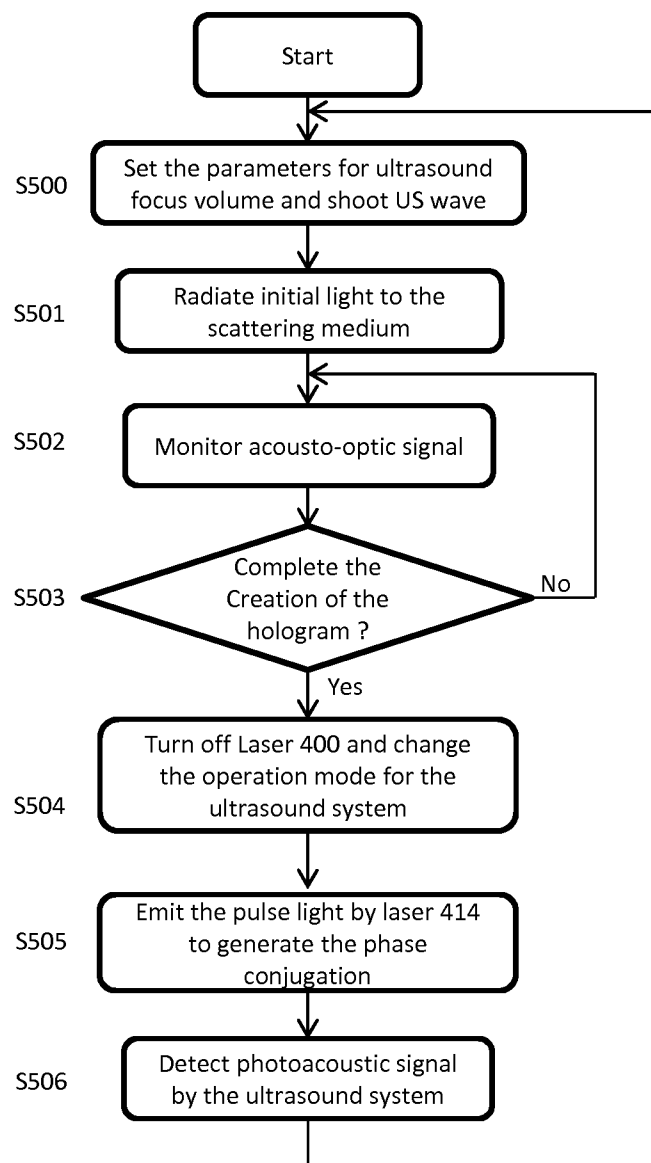 Start
S500
Set the parameters for ultrasound
focus volume and shoot US wave
S501
Radiate initial light to the
scattering medium
S502
Monitor acousto-optic signal
S503
Complete the
Creation of the
hologram ?
No
Yes
S504
Turn off Laser 400 and change
the operation mode for the
ultrasound system
S505
Emit the pulse light by laser 414
to generate the phase
conjugation
S506
Detect photoacoustic signal
by the ultrasound system